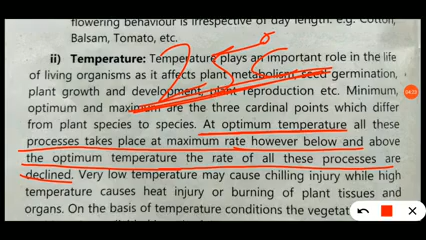 flowering behaviour is irrespective of day length. e.g. Cotton,
Balsam, Tomato, etc.
ii) Temperature: Temperature plays an important role in the life
of living organisms as it affects plant metabolism, seed germination,
plant growth and development, plant reproduction etc. Minimum,
optimum and maximum are the three cardinal points which differ
from plant species to species. At optimum temperature all these
processes takes place at maximum rate however below and above
the optimum temperature the rate of all these processes are
declined. Very low temperature may cause chilling injury while high
temperature causes heat injury or burning of plant tissues and
organs. On the basis of temperature conditions the vegetat